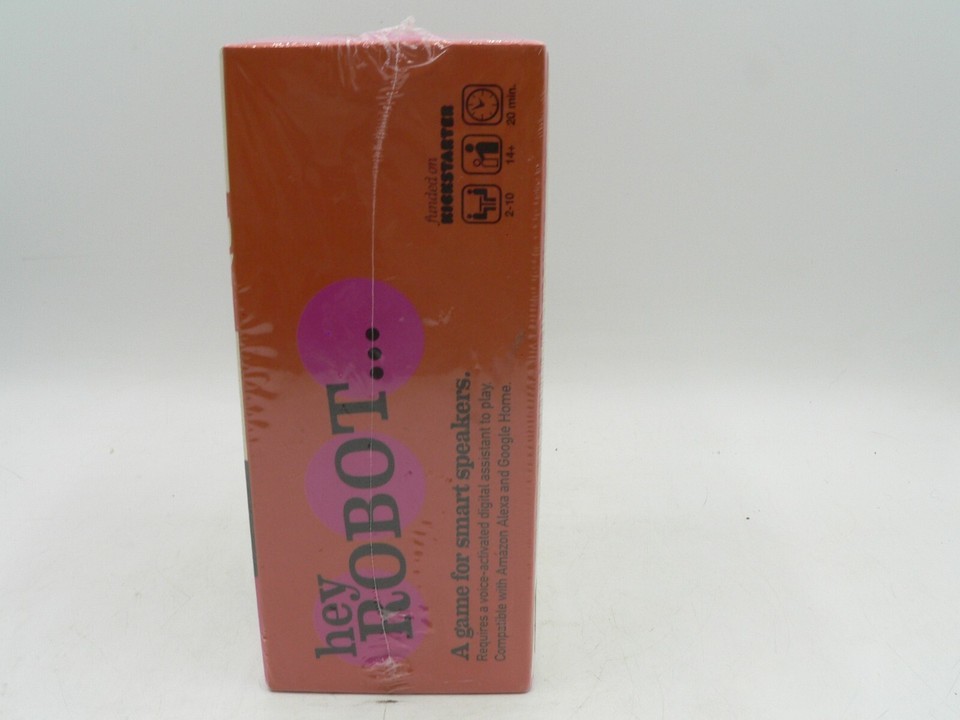 hey
ROBOT...
A game for smart speakers.
Requires a voice-activated digital assistant to play.
Compatible with Amazon Alexa and Google Home.
funded on
KICKSTARTER
2-10 14+ 20 min.